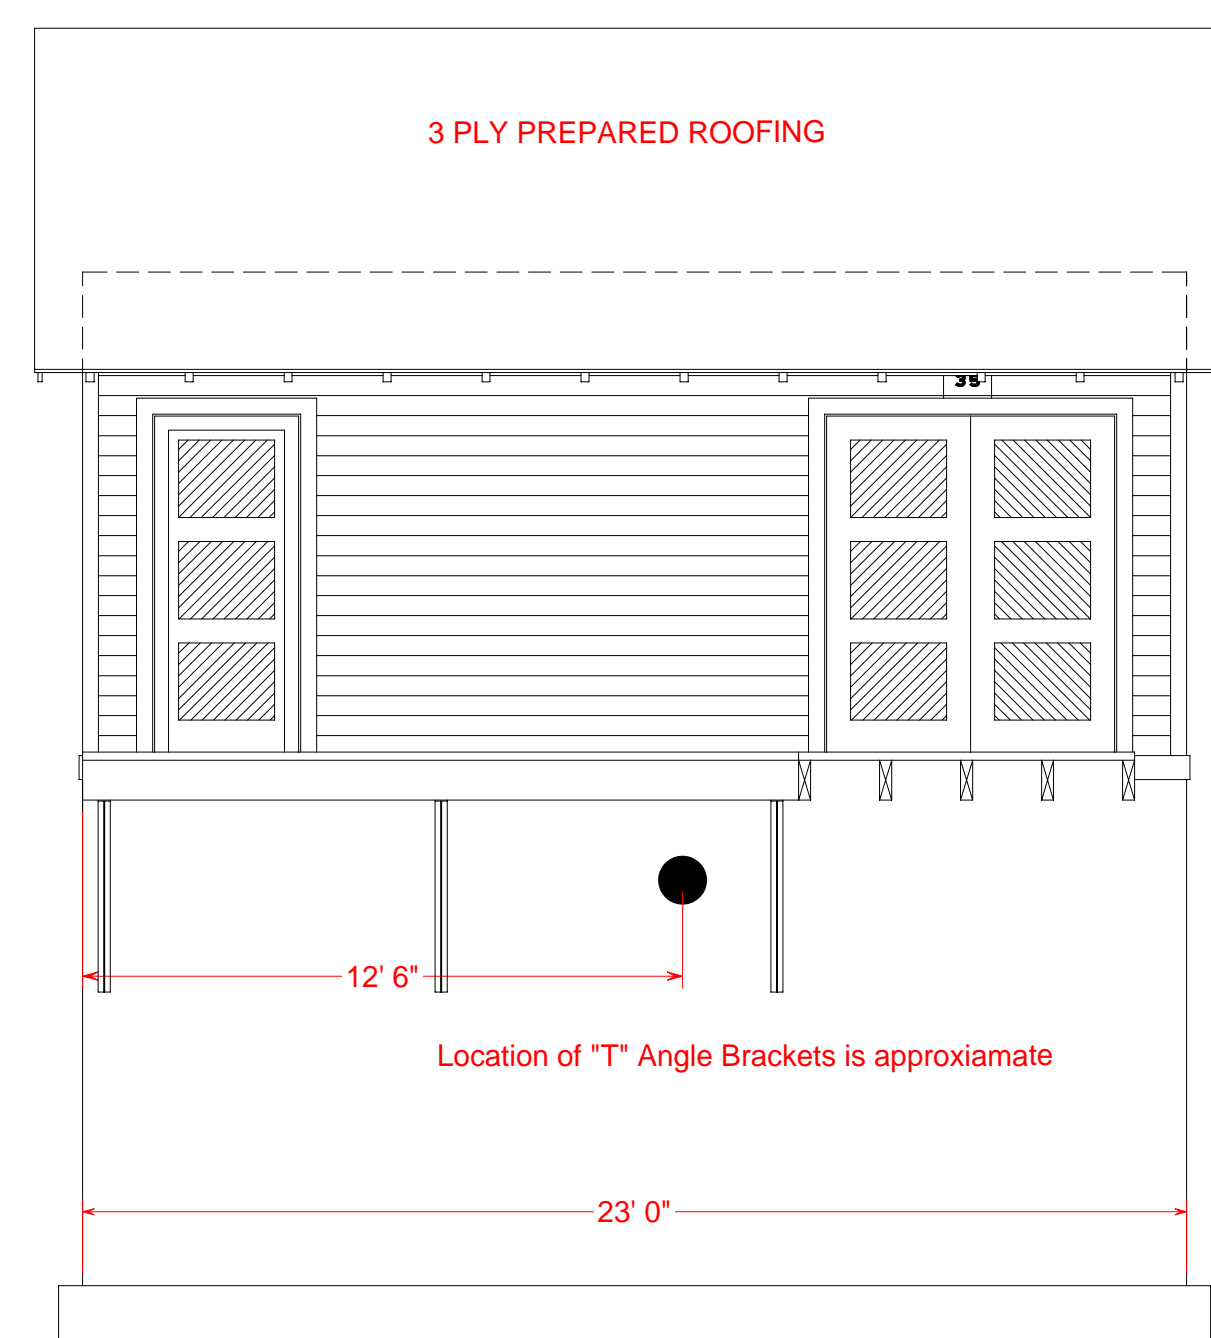 3 PLY PREPARED ROOFING
35
12' 6"
Location of "T" Angle Brackets is approxiamate
23' 0"